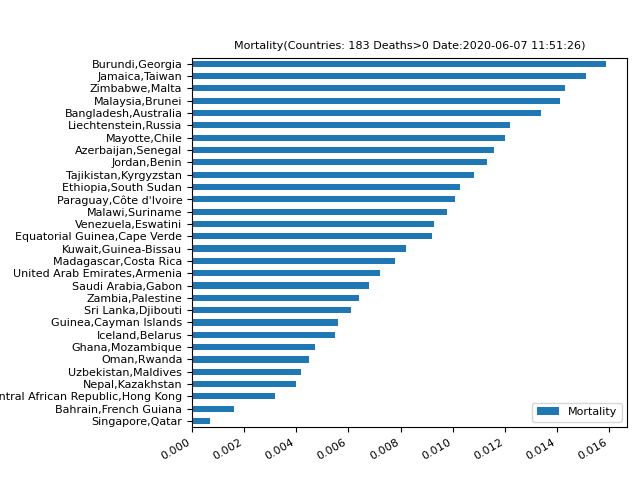 Mortality(Countries: 183 Deaths>0 Date:2020-06-07 11:51:26)
Burundi,Georgia
Jamaica,Taiwan
Zimbabwe,Malta
Malaysia,Brunei
Bangladesh,Australia
Liechtenstein,Russia
Mayotte,Chile
Azerbaijan,Senegal
Jordan,Benin
Tajikistan,Kyrgyzstan
Ethiopia,South Sudan
Paraguay,Côte d'Ivoire
Malawi,Suriname
Venezuela,Eswatini
Equatorial Guinea,Cape Verde
Kuwait,Guinea-Bissau
Madagascar,Costa Rica
United Arab Emirates,Armenia
Saudi Arabia,Gabon
Zambia,Palestine
Sri Lanka,Djibouti
Guinea,Cayman Islands
Iceland,Belarus
Ghana,Mozambique
Oman,Rwanda
Uzbekistan,Maldives
Nepal,Kazakhstan
ntral African Republic,Hong Kong
Bahrain,French Guiana
Singapore,Qatar
Mortality
0.000 0.002 0.004 0.006 0.008 0.010 0.012 0.014 0.016